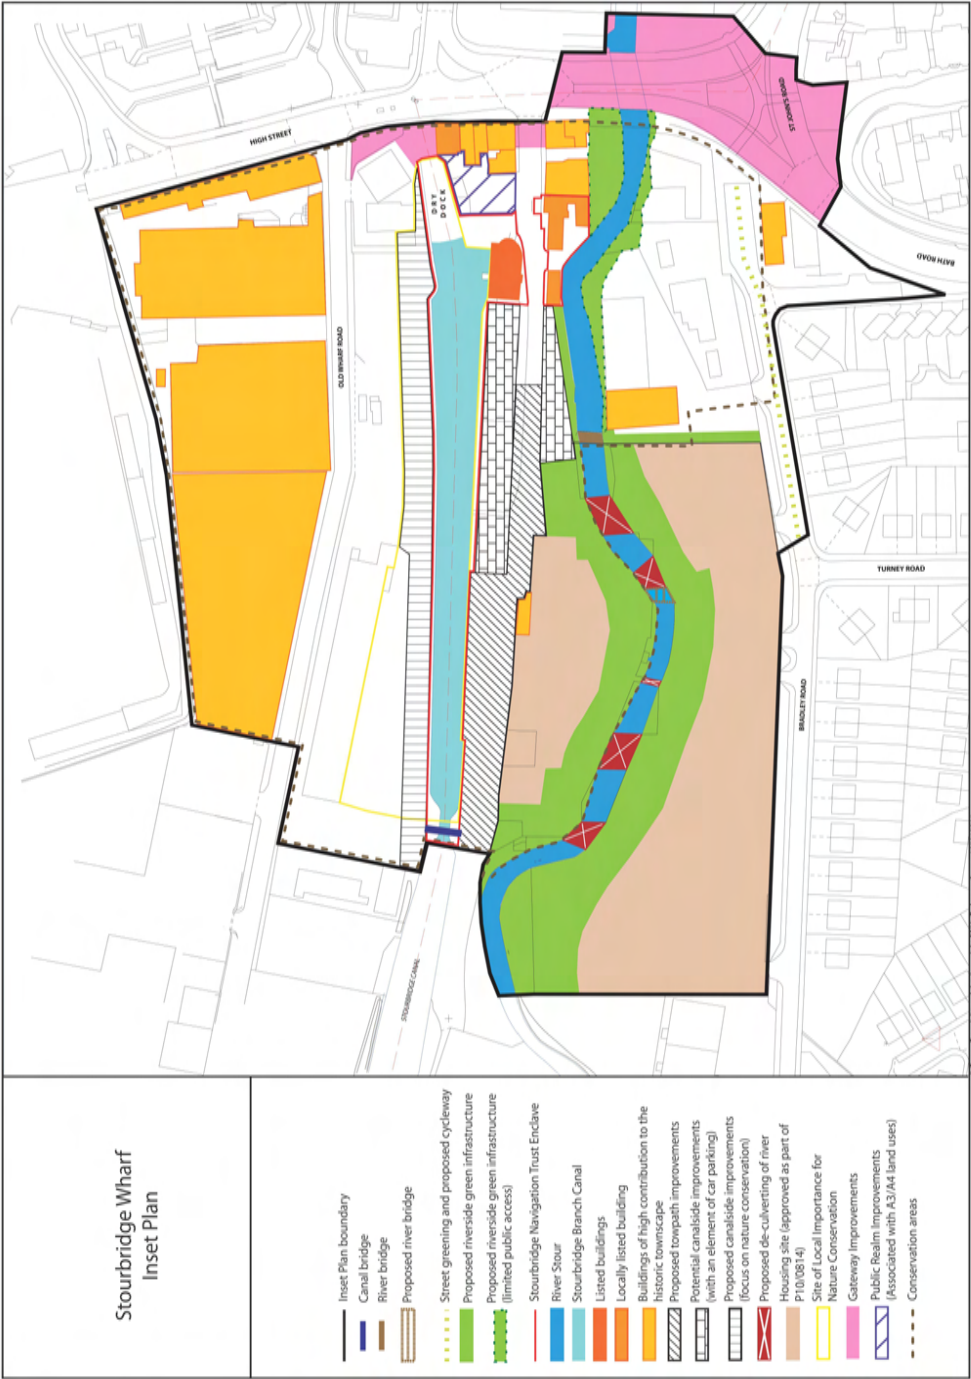 Stourbridge Wharf
Inset Plan
Inset Plan boundary
Canal bridge
River bridge
Proposed river bridge
Street greening and proposed cycleway
Proposed riverside green infrastructure
Proposed riverside green infrastructure
(limited public access)
Stourbridge Navigation Trust Enclave
River Stour
Stourbridge Branch Canal
Listed buildings
Locally listed building
Buildings of high contribution to the
historic townscape
Proposed towpath improvements
Potential canalside improvements
(with an element of car parking)
Proposed canalside improvements
(focus on nature conservation)
Proposed de-culverting of river
Housing site (approved as part of
P10/0814)
Site of Local Importance for
Nature Conservation
Gateway Improvements
Public Realm Improvements
(Associated with A3/A4 land uses)
Conservation areas
HIGH STREET
ST JOHN'S ROAD
BATH ROAD
DRY
DOCK
OLD WHARF ROAD
TURNEY ROAD
BRADLEY ROAD
STOURBRIDGE CANAL